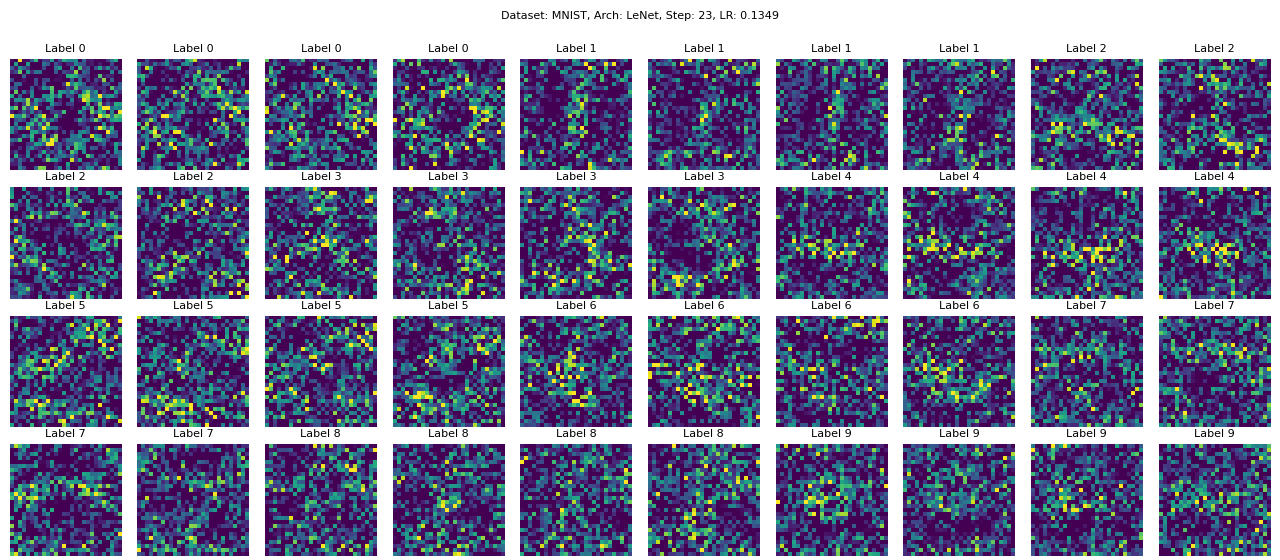 Dataset: MNIST, Arch: LeNet, Step: 23, LR: 0.1349
Label 0 Label 0 Label 0 Label 0 Label 1 Label 1 Label 1 Label 1 Label 2 Label 2
Label 2 Label 2 Label 3 Label 3 Label 3 Label 3 Label 4 Label 4 Label 4 Label 4
Label 5 Label 5 Label 5 Label 5 Label 6 Label 6 Label 6 Label 6 Label 7 Label 7
Label 7 Label 7 Label 8 Label 8 Label 8 Label 8 Label 9 Label 9 Label 9 Label 9